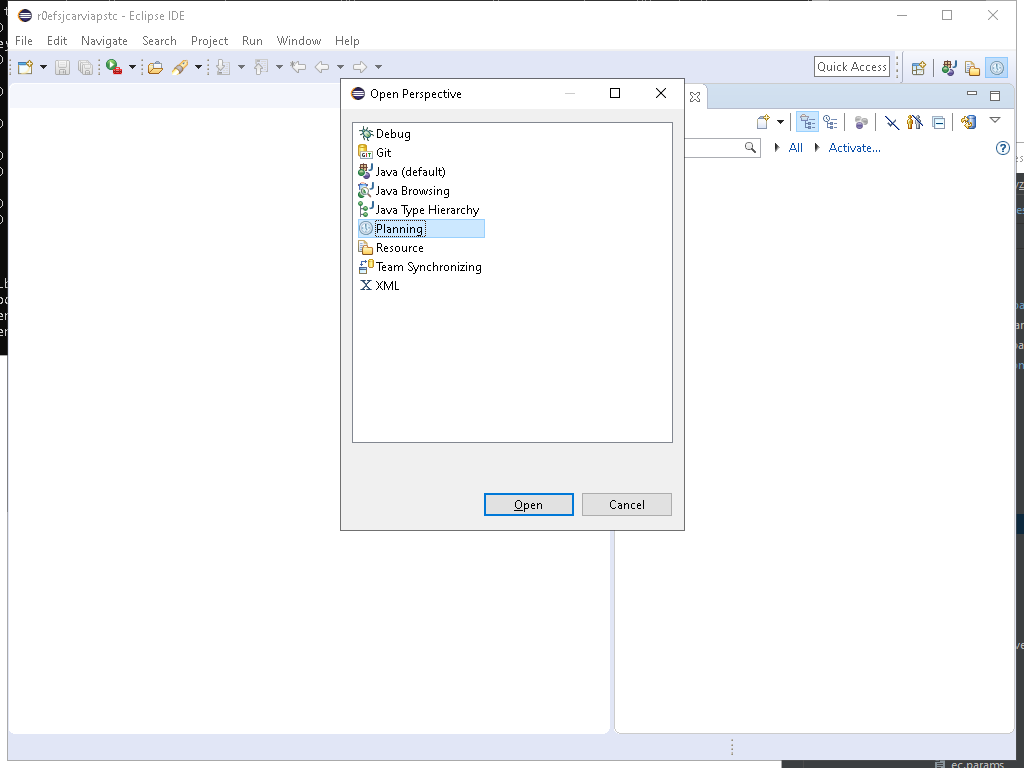 r0efsjcarviapstc - Eclipse IDE
File Edit Navigate Search Project Run Window Help
Quick Access
Open Perspective
Debug
Git
Java (default)
Java Browsing
Java Type Hierarchy
Planning
Resource
Team Synchronizing
XML
Open Cancel
All Activate...
ec.params